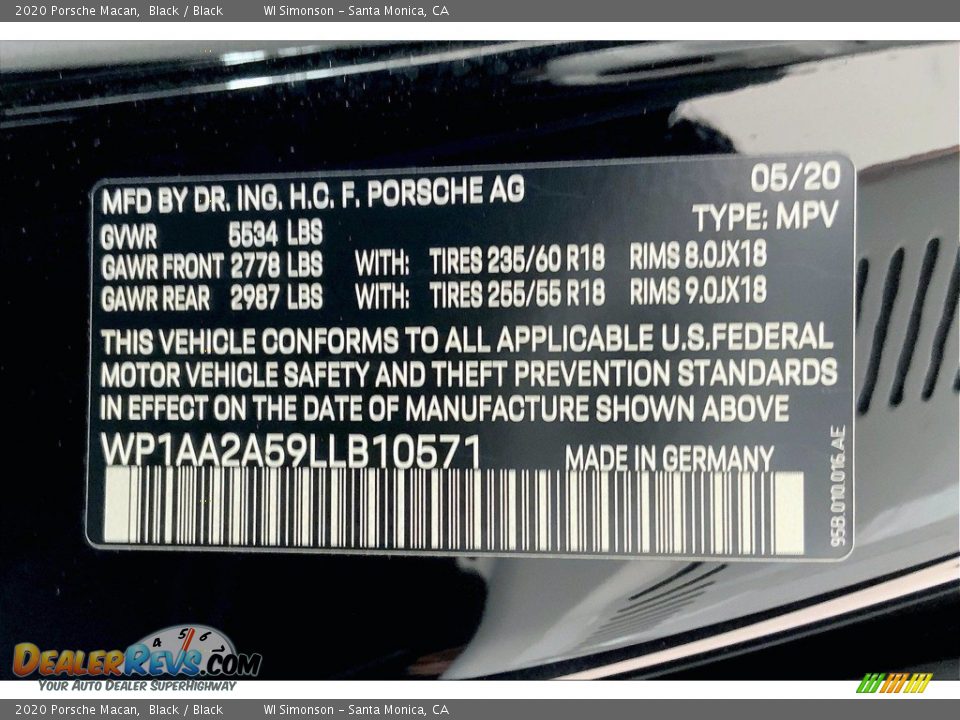 2020 Porsche Macan, Black / Black WI Simonson - Santa Monica, CA
MFD BY DR. ING. H.C. F. PORSCHE AG 05/20
TYPE: MPV
GVWR 5534 LBS
GAWR FRONT 2778 LBS WITH: TIRES 235/60 R18 RIMS 8.0JX18
GAWR REAR 2987 LBS WITH: TIRES 255/55 R18 RIMS 9.0JX18
THIS VEHICLE CONFORMS TO ALL APPLICABLE U.S.FEDERAL
MOTOR VEHICLE SAFETY AND THEFT PREVENTION STANDARDS
IN EFFECT ON THE DATE OF MANUFACTURE SHOWN ABOVE
WP1AA2A59LLB10571 MADE IN GERMANY
95B.010.016.AE
4 5 6
DEALERREVS.COM
YOUR AUTO DEALER SUPERHIGHWAY
2020 Porsche Macan, Black / Black WI Simonson - Santa Monica, CA